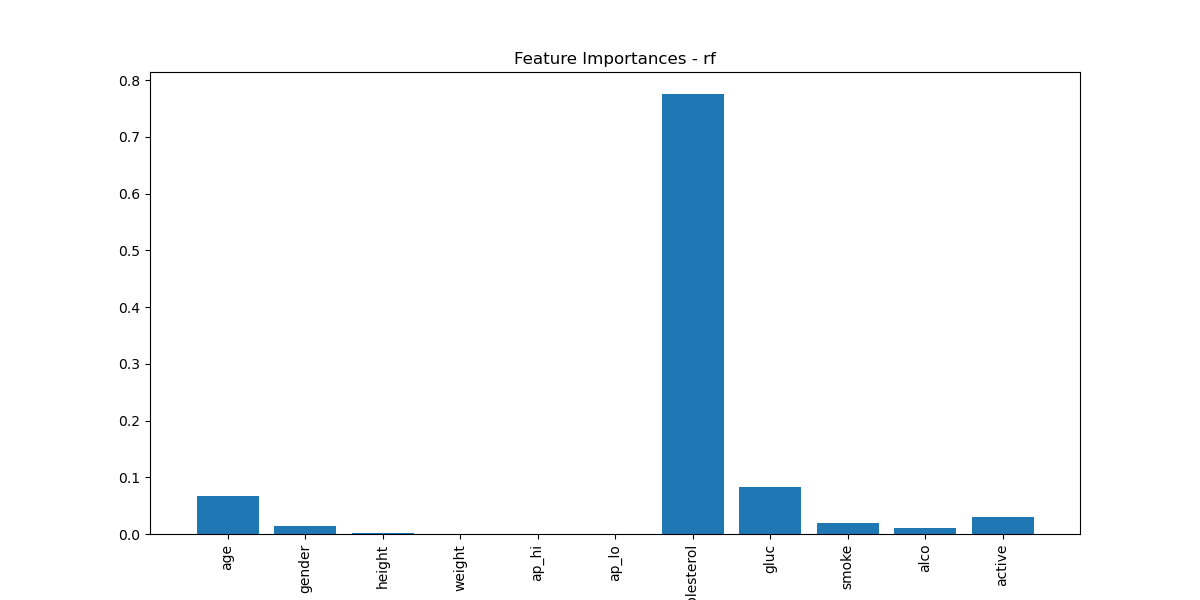 Feature Importances - rf
0.8
0.7
0.6
0.5
0.4
0.3
0.2
0.1
0.0
age
gender
height
weight
ap_hi
ap_lo
olesterol
gluc
smoke
alco
active